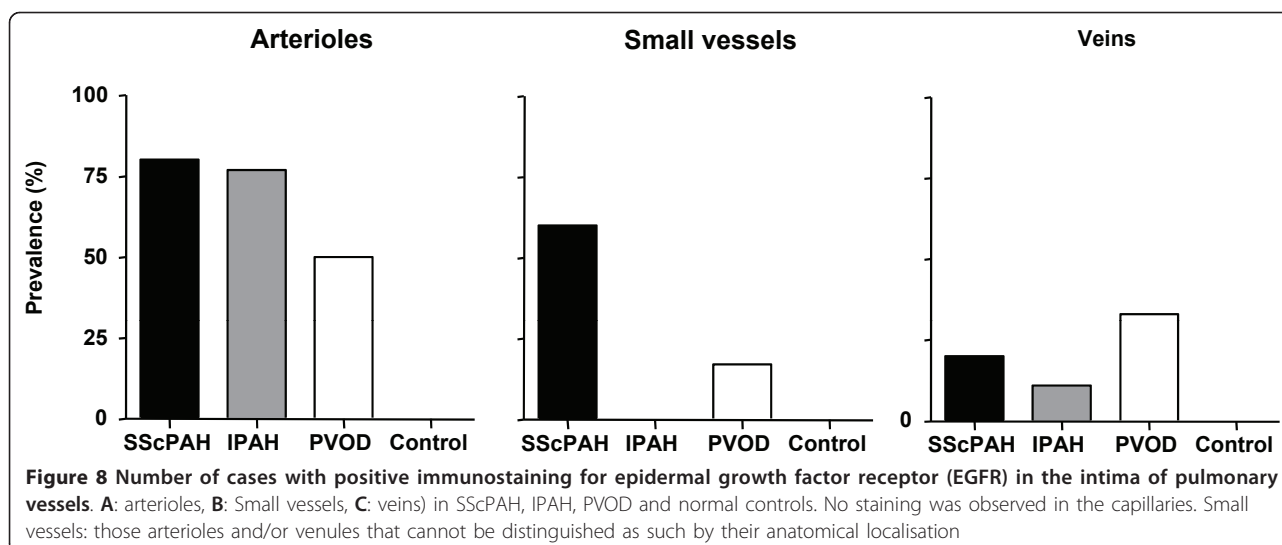 Arterioles
Small vessels
Veins
Prevalence (%)
100
75
50
25
0
SScPAH IPAH PVOD Control
SScPAH IPAH PVOD Control
0
SScPAH IPAH PVOD Control
Figure 8 Number of cases with positive immunostaining for epidermal growth factor receptor (EGFR) in the intima of pulmonary
vessels. A: arterioles, B: Small vessels, C: veins) in SScPAH, IPAH, PVOD and normal controls. No staining was observed in the capillaries. Small
vessels: those arterioles and/or venules that cannot be distinguished as such by their anatomical localisation